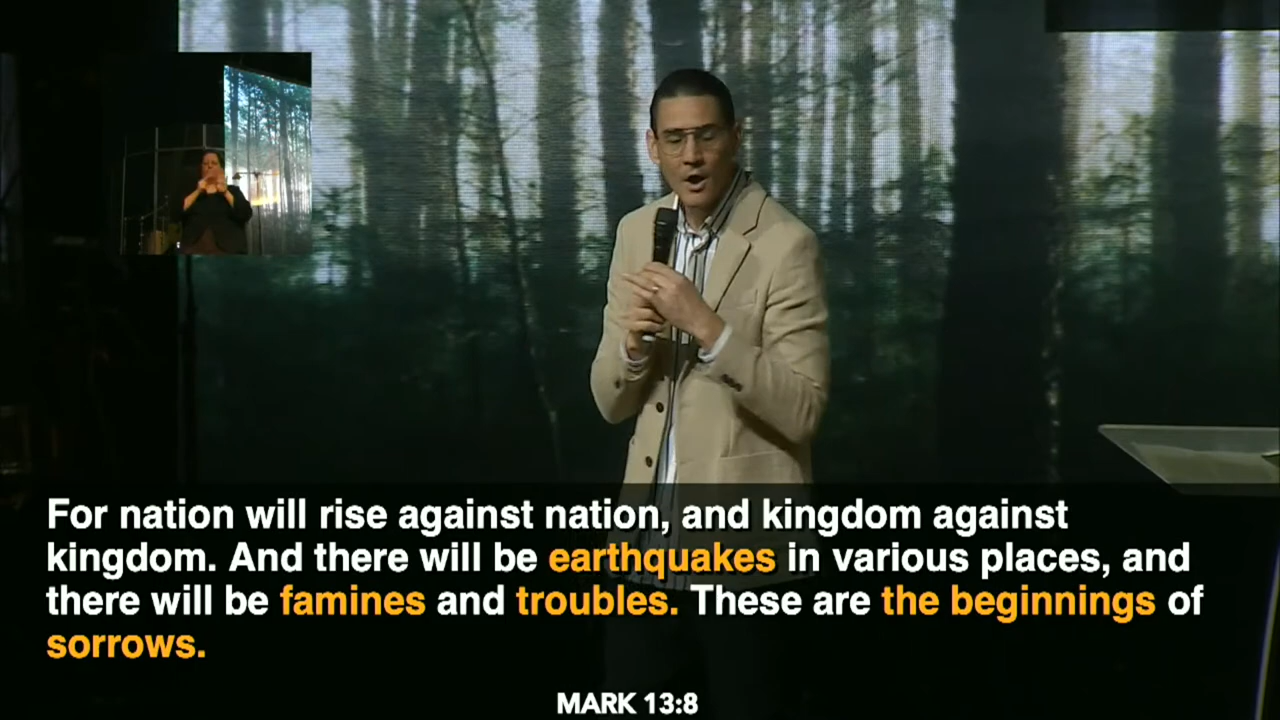 For nation will rise against nation, and kingdom against
kingdom. And there will be earthquakes in various places, and
there will be famines and troubles. These are the beginnings of
sorrows.
MARK 13:8